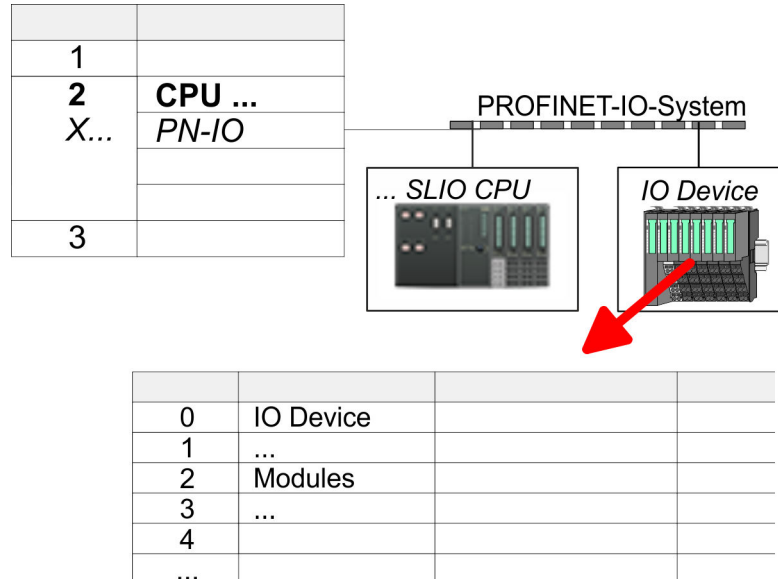 1
2 CPU ...
X... PN-IO
3
PROFINET-IO-System
... SLIO CPU
IO Device
0 IO Device
1 ...
2 Modules
3 ...
4
...